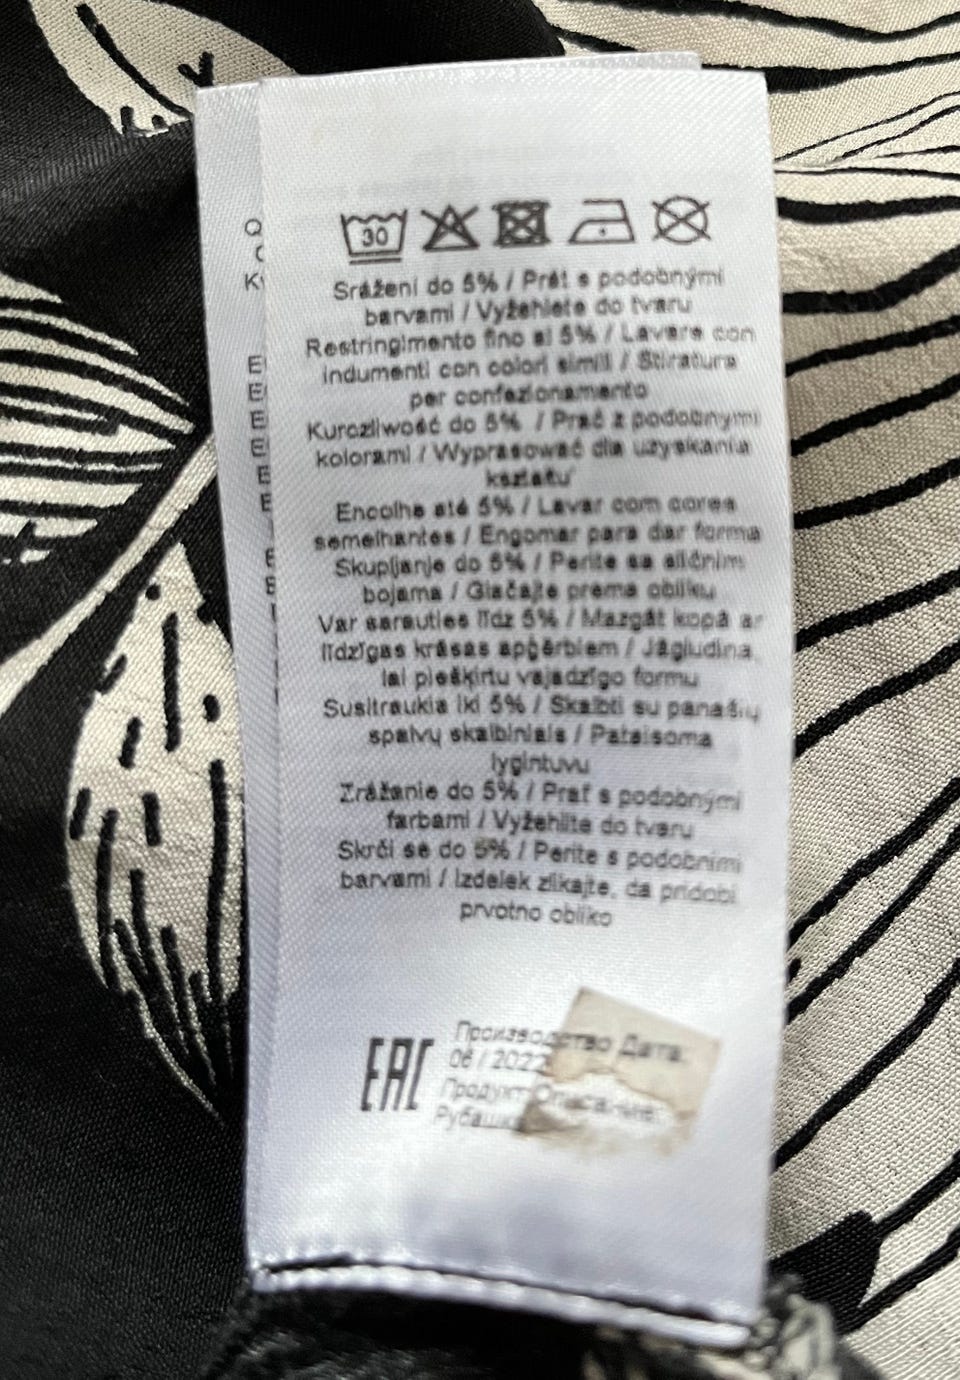 30
Srážení do 5% / Prát s podobnými
barvami / Vyžehlete do tvaru
Restringimento fino al 5% / Lavare con
indumenti con colori simili / Stiratura
per confezionamento
Kurczliwość do 5% / Prać z podobnymi
kolorami / Wyprasować dla uzyskania
kształtu
Encolhe até 5% / Lavar com cores
semelhantes / Engomar para dar forma
Skupljanje do 5% / Perite sa sličnim
bojama / Glačajte prema obliku
Var sarauties līdz 5% / Mazgāt kopā ar
līdzīgas krāsas apģērbiem / Jāgludina,
lai piešķirtu vajadzīgo formu
Susitraukia iki 5% / Skalbti su panašių
spalvų skalbiniais / Pataisoma
lygintuvu
Zrážanie do 5% / Prať s podobnými
farbami / Vyžehlite do tvaru
Skrči se do 5% / Perite s podobnimi
barvami / Izdelek zlikajte, da pridobi
prvotno obliko
EAC
Производство Дата:
06 / 2022
Продукт Описание:
Рубашка